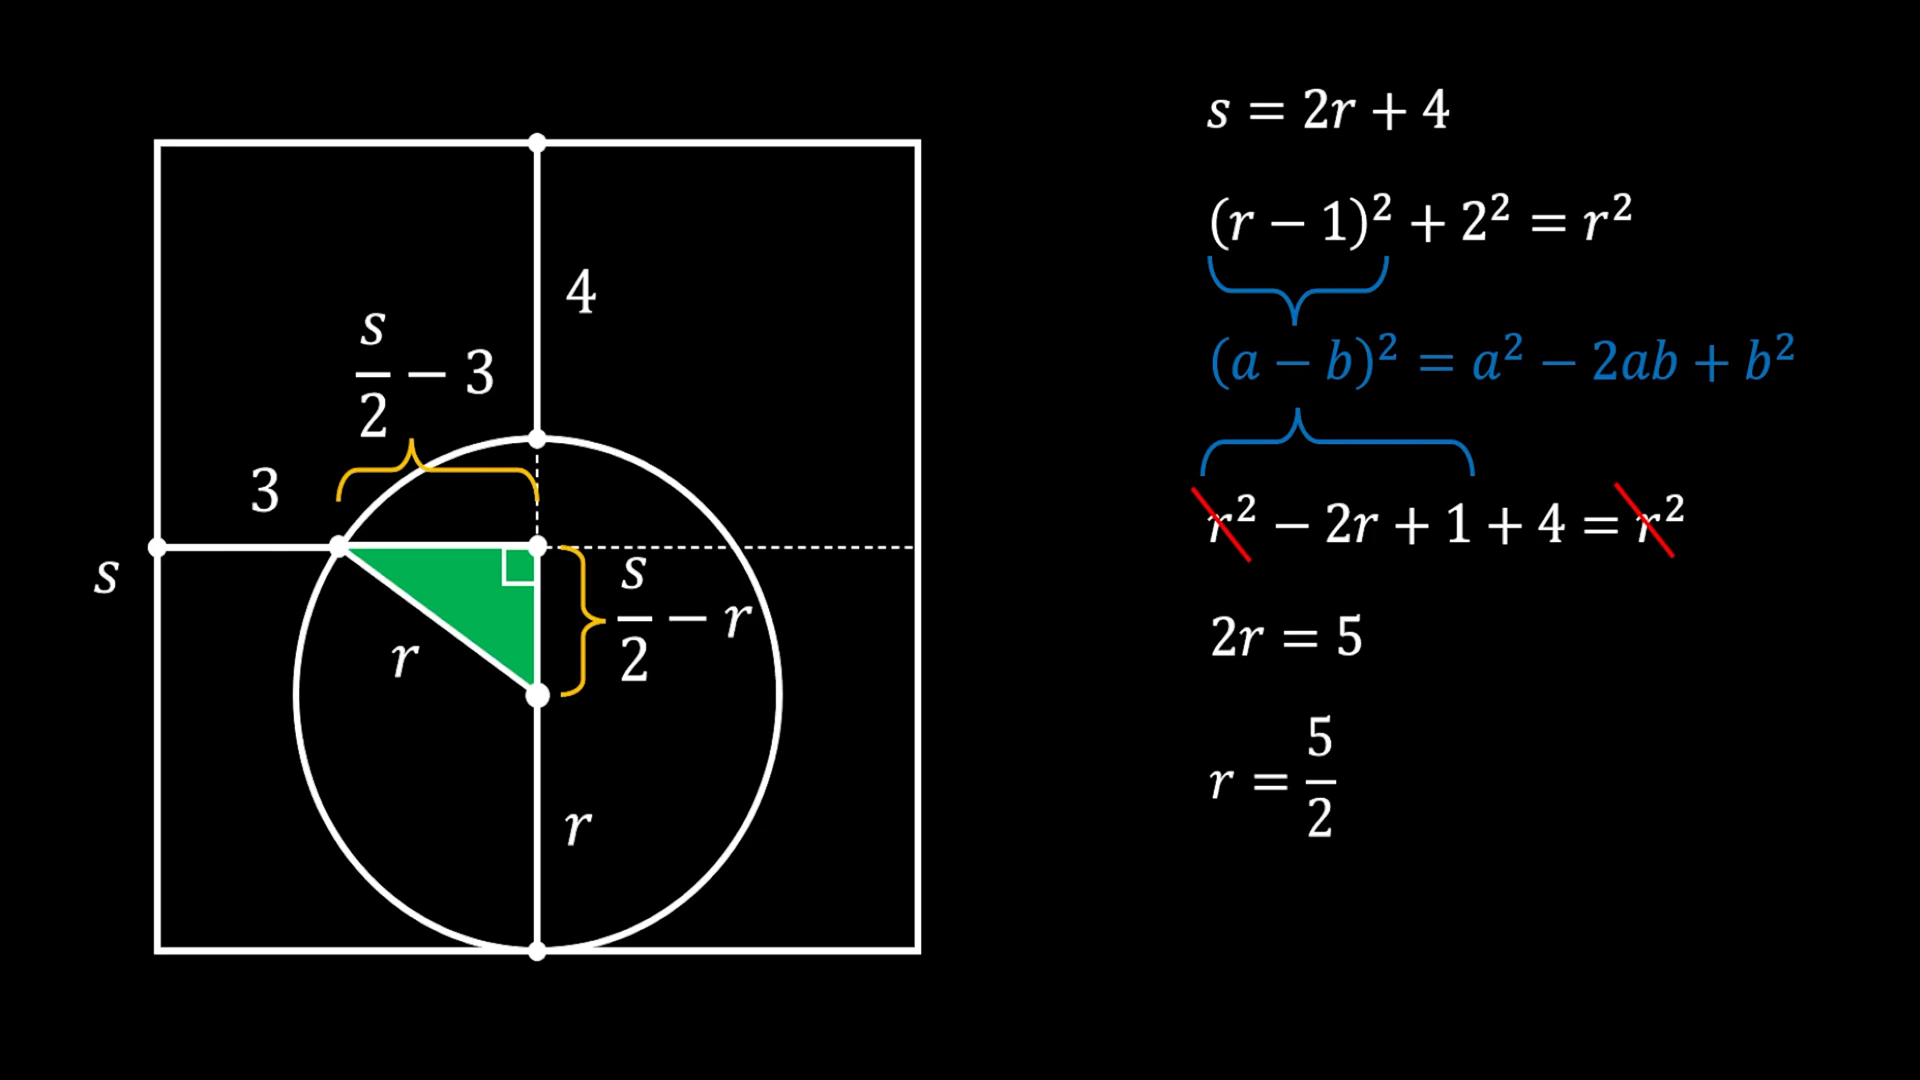 s = 2r + 4
(r − 1)² + 2² = r²
(a − b)² = a² − 2ab + b²
r² − 2r + 1 + 4 = r²
2r = 5
r = 5/2
4
s/2 − 3
3
s
s/2 − r
r
r